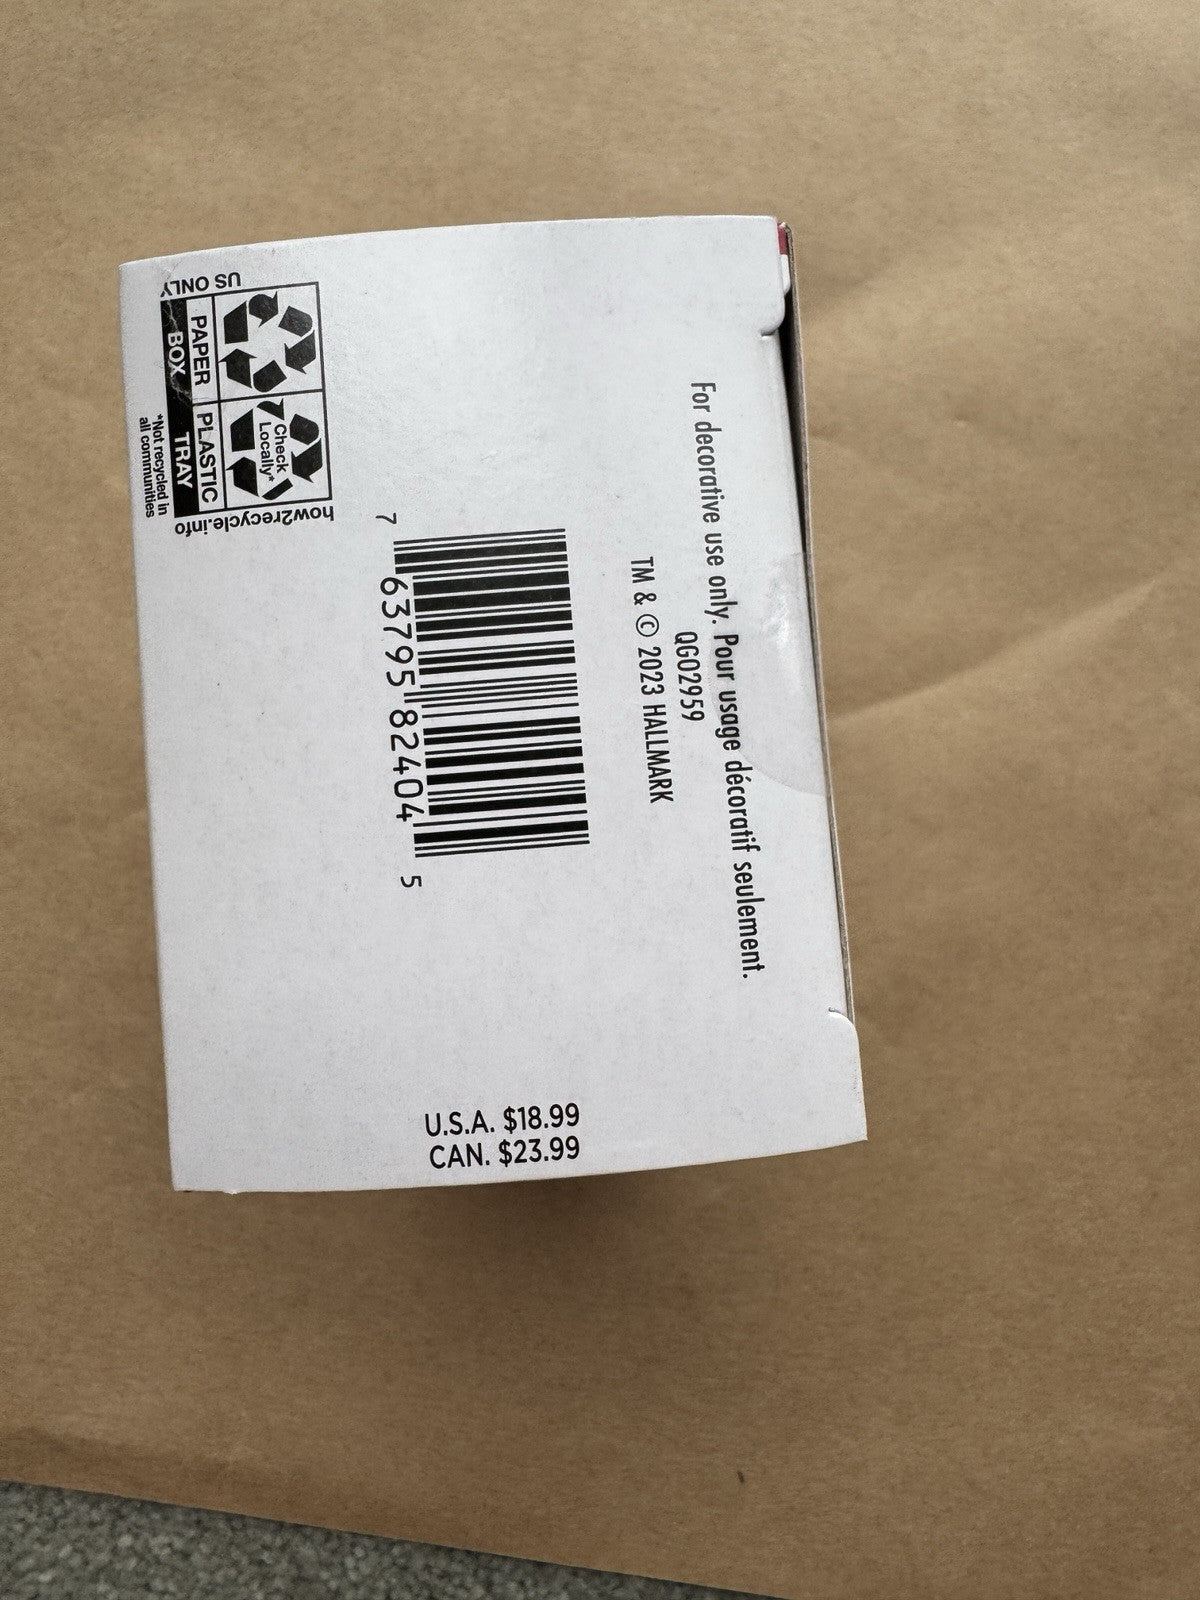 For decorative use only. Pour usage décoratif seulement.
QGO2959
TM & © 2023 HALLMARK
7 63795 82404 5
how2recycle.info
Check
Locally*
PAPER
BOX
PLASTIC
TRAY
*Not recycled in
all communities
US ONLY
U.S.A. $18.99
CAN. $23.99